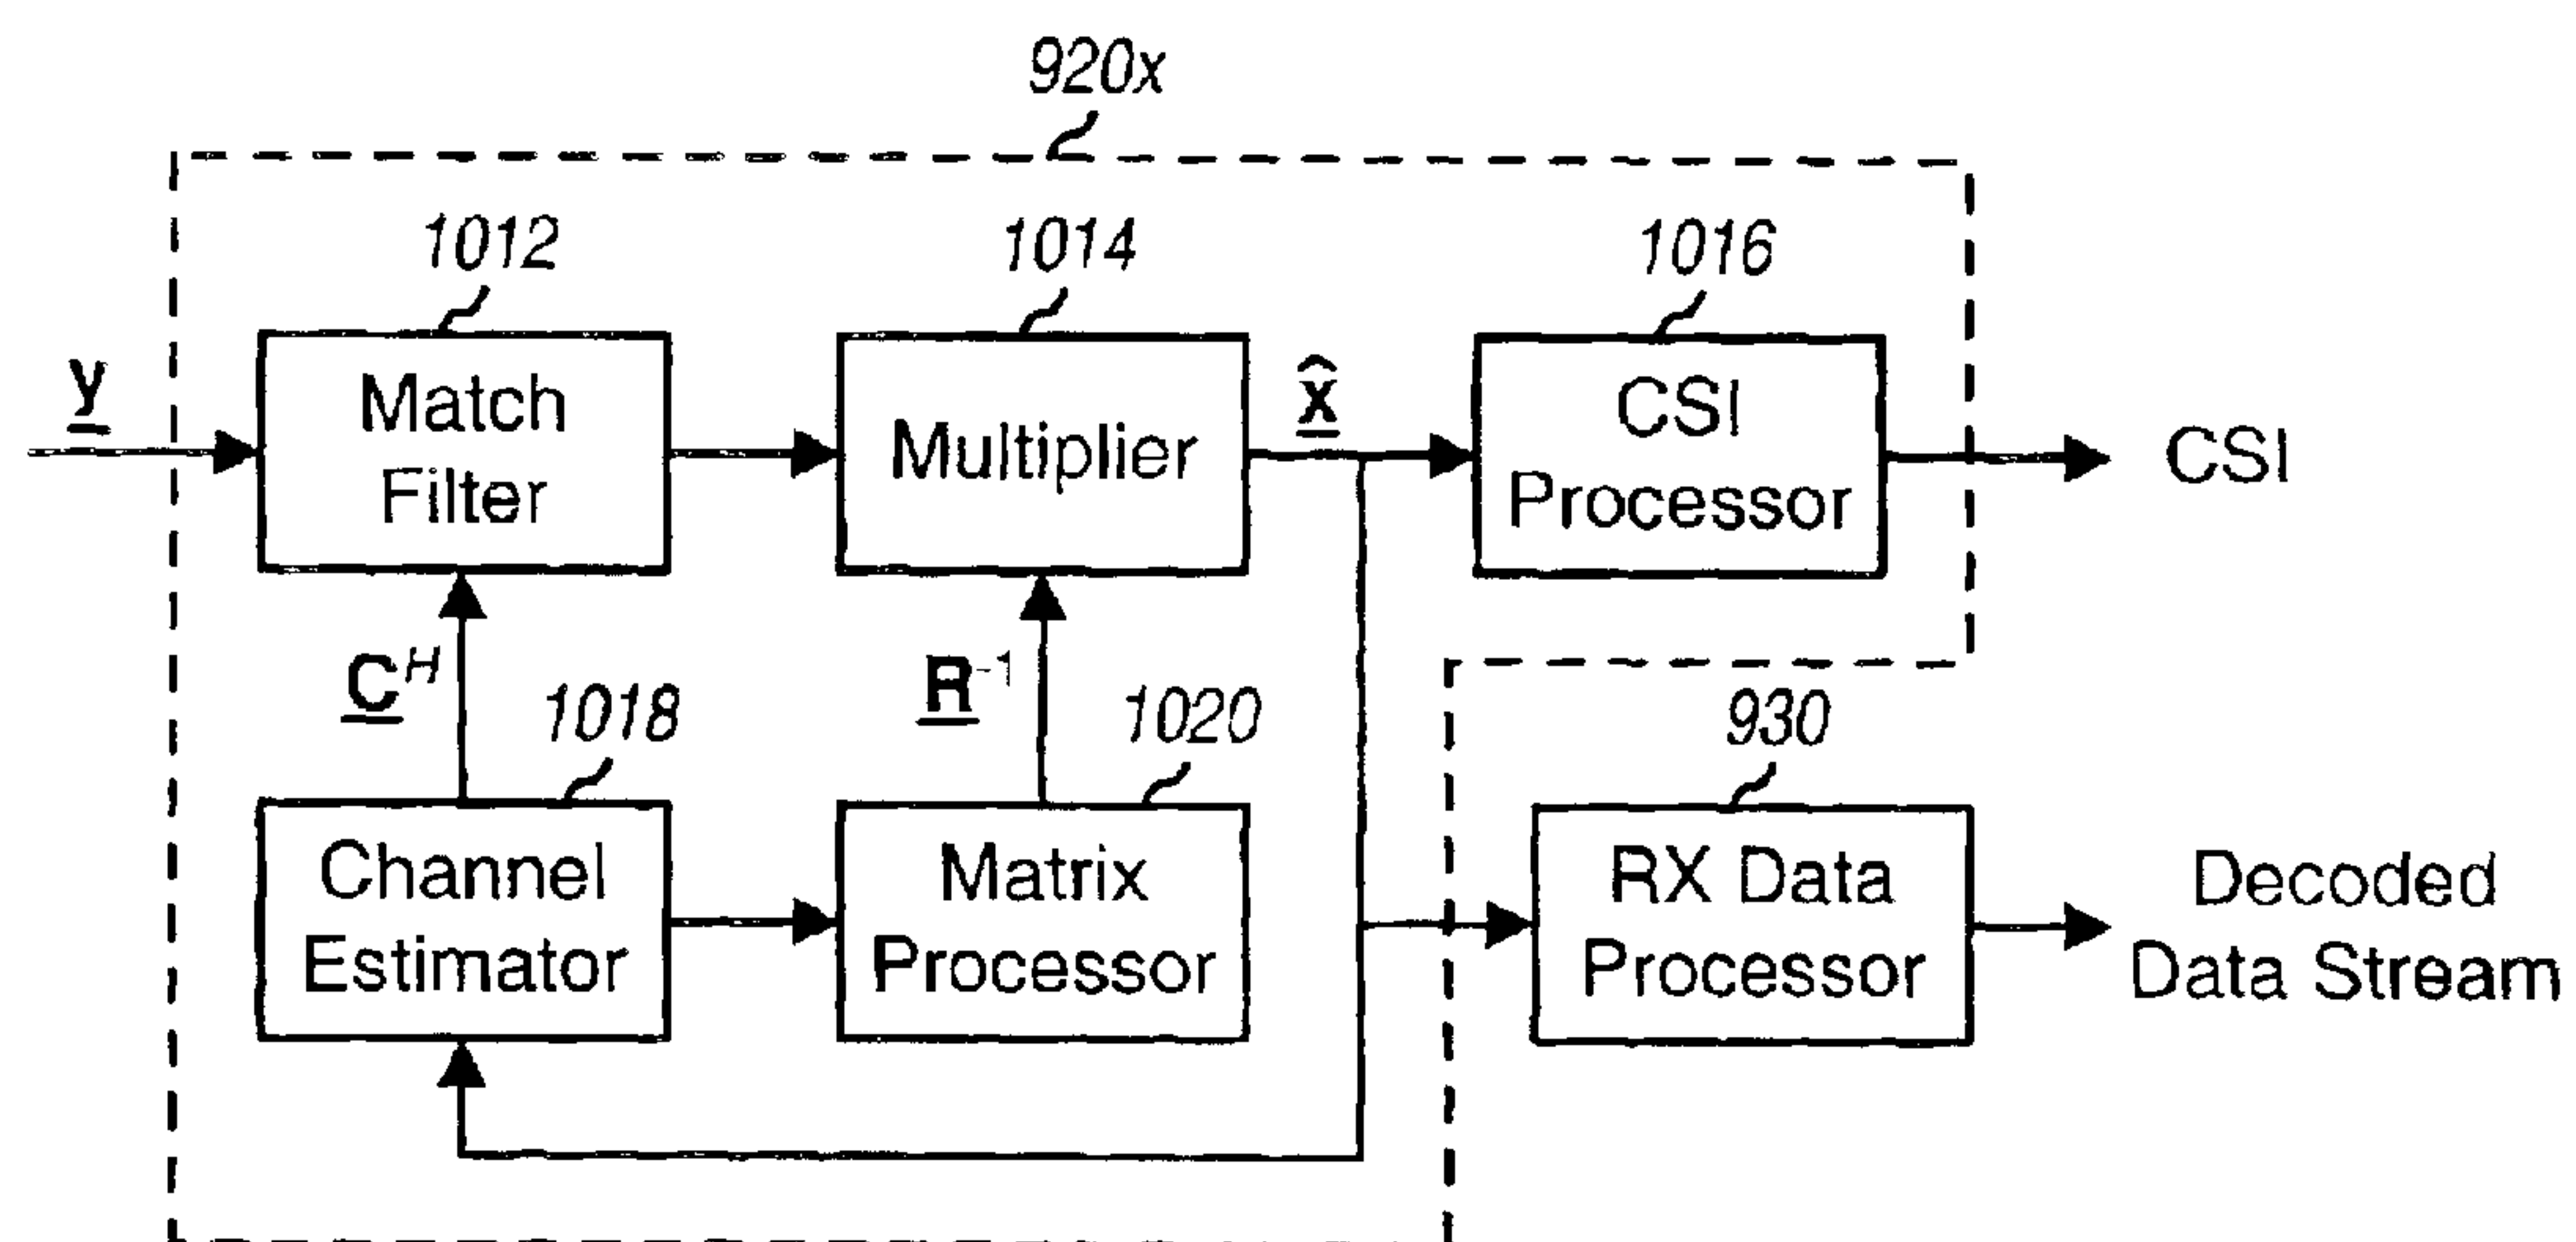 920x
1012
1014
1016
y
Match
Filter
Multiplier
x̂
CSI
Processor
CSI
C^H
R^-1
1018
1020
930
Channel
Estimator
Matrix
Processor
RX Data
Processor
Decoded
Data Stream